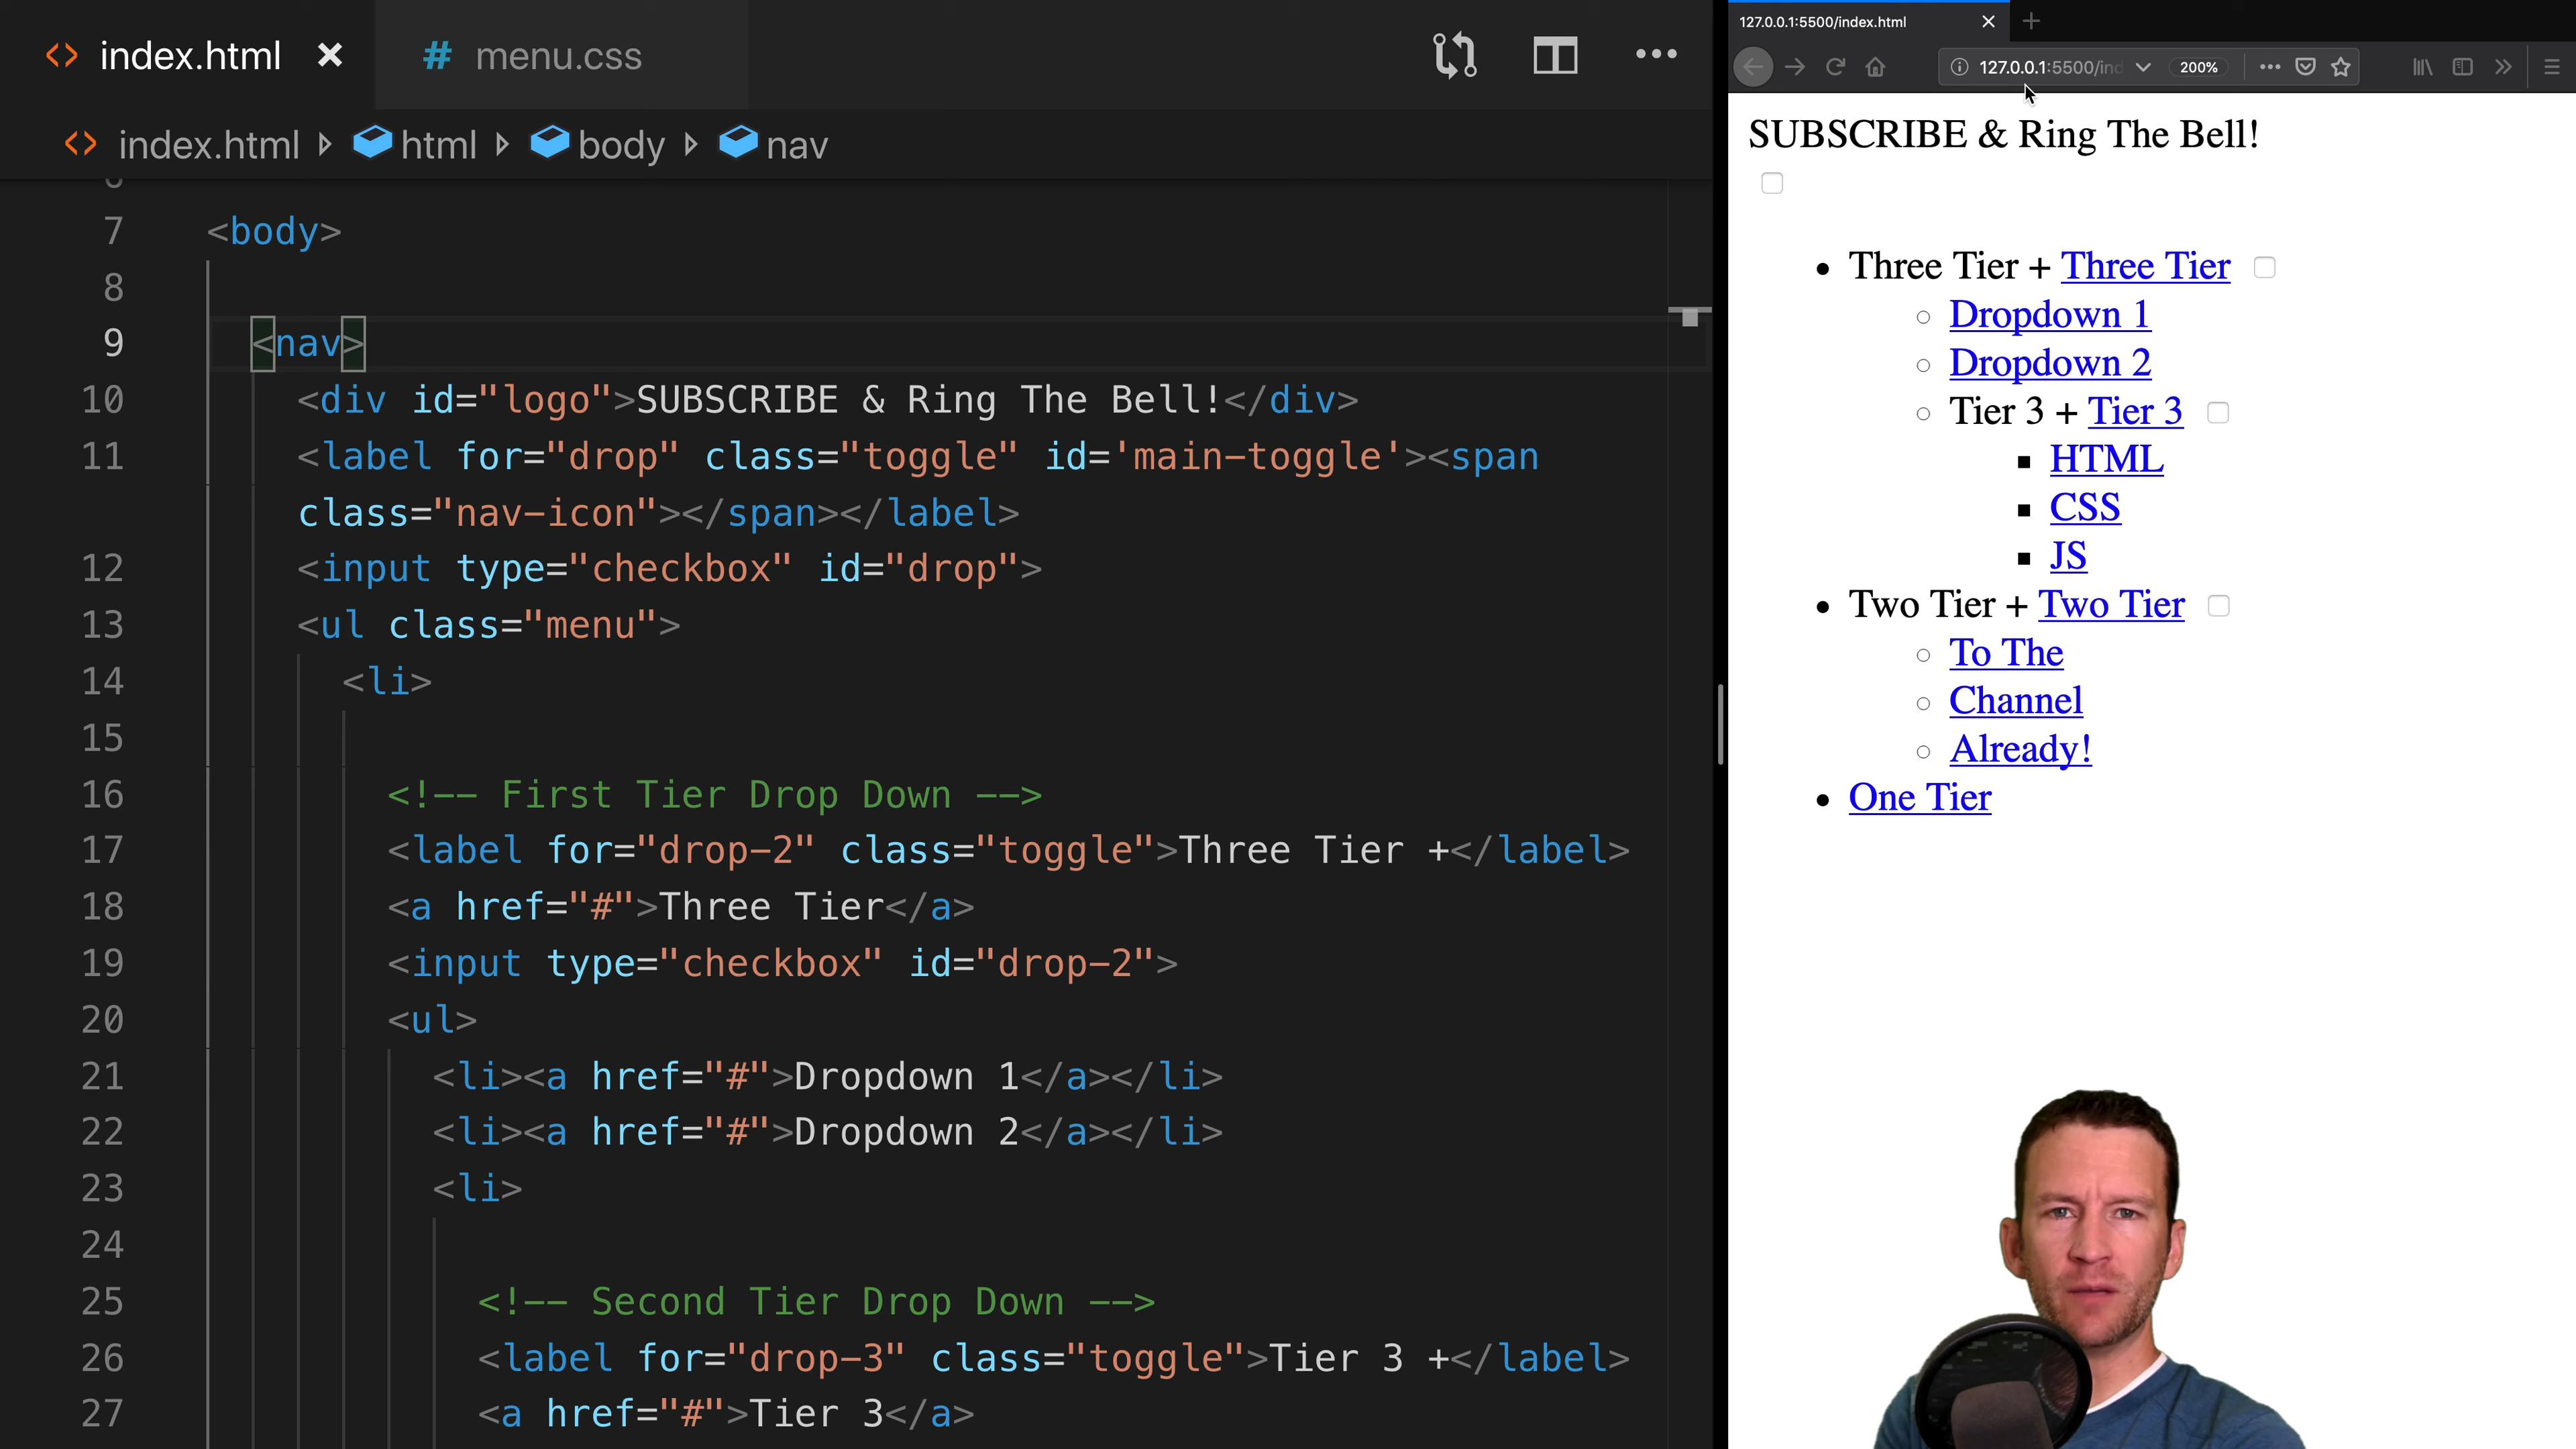 index.html
menu.css
index.html html body nav
6
7 <body>
8
9 <nav>
10 <div id="logo">SUBSCRIBE & Ring The Bell!</div>
11 <label for="drop" class="toggle" id='main-toggle'><span
class="nav-icon"></span></label>
12 <input type="checkbox" id="drop">
13 <ul class="menu">
14 <li>
15
16 <!-- First Tier Drop Down -->
17 <label for="drop-2" class="toggle">Three Tier +</label>
18 <a href="#">Three Tier</a>
19 <input type="checkbox" id="drop-2">
20 <ul>
21 <li><a href="#">Dropdown 1</a></li>
22 <li><a href="#">Dropdown 2</a></li>
23 <li>
24
25 <!-- Second Tier Drop Down -->
26 <label for="drop-3" class="toggle">Tier 3 +</label>
27 <a href="#">Tier 3</a>
127.0.0.1:5500/index.html
127.0.0.1:5500/ind 200%
SUBSCRIBE & Ring The Bell!
Three Tier + Three Tier
Dropdown 1
Dropdown 2
Tier 3 + Tier 3
HTML
CSS
JS
Two Tier + Two Tier
To The
Channel
Already!
One Tier